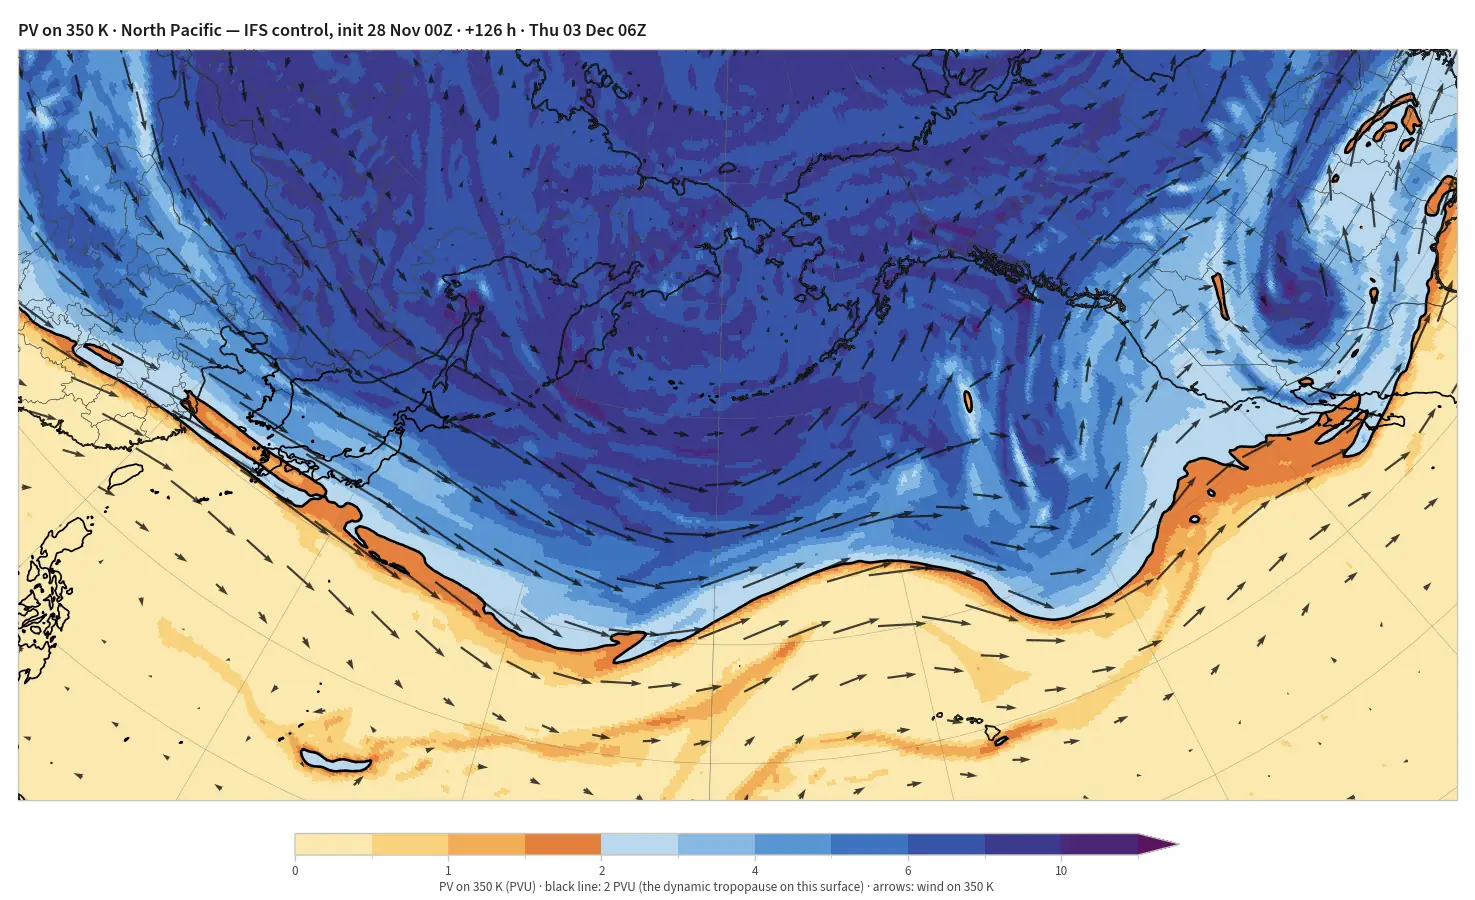 PV on 350 K · North Pacific — IFS control, init 28 Nov 00Z · +126 h · Thu 03 Dec 06Z
0 1 2 4 6 10
PV on 350 K (PVU) · black line: 2 PVU (the dynamic tropopause on this surface) · arrows: wind on 350 K